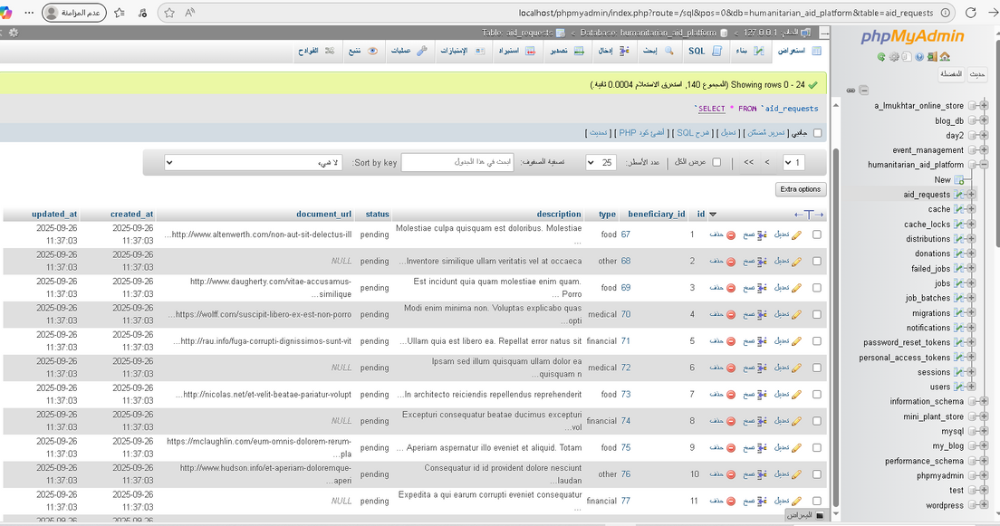 عدم المزامنة
localhost/phpmyadmin/index.php?route=/sql&pos=0&db=humanitarian_aid_platform&table=aid_requests
127.0.0.1 > Database: humanitarian_aid_platform > Table: aid_requests
استعراض بناء SQL إبحث إدخال تصدير استيراد الإمتيازات عمليات تتبع القوادح
Showing rows 0 - 24 (المجموع 140, استغرق الاستعلام 0.0004 ثانية.)
SELECT * FROM `aid_requests`
جانبي [ تحرير مُضمّن ] [ تعديل ] [ شرح SQL ] [ أنشئ كود PHP ] [ تحديث ]
1 < << عرض الكل عدد الأسطر: 25 تصفية الصفوف: ابحث في هذا الجدول Sort by key: لا شيء
Extra options
id beneficiary_id type description status document_url created_at updated_at
تعديل نسخ حذف 1 67 food Molestiae culpa quisquam est doloribus. Molestiae ... pending http://www.altenwerth.com/non-aut-sit-delectus-ill... 2025-09-26 11:37:03 2025-09-26 11:37:03
تعديل نسخ حذف 2 68 other Inventore similique ullam veritatis vel at occaeca... pending NULL 2025-09-26 11:37:03 2025-09-26 11:37:03
تعديل نسخ حذف 3 69 food Est incidunt quia quam molestiae enim quam. Porro ... pending http://www.daugherty.com/vitae-accusamus-similique... 2025-09-26 11:37:03 2025-09-26 11:37:03
تعديل نسخ حذف 4 70 medical Modi enim minima non. Voluptas explicabo quas opti... pending https://wolff.com/suscipit-libero-ex-est-non-porro... 2025-09-26 11:37:03 2025-09-26 11:37:03
تعديل نسخ حذف 5 71 financial Ullam quia est libero ea. Repellat error natus sit... pending http://rau.info/fuga-corrupti-dignissimos-sunt-vit... 2025-09-26 11:37:03 2025-09-26 11:37:03
تعديل نسخ حذف 6 72 medical Ipsam sed illum quisquam ullam dolor ea quisquam n... pending NULL 2025-09-26 11:37:03 2025-09-26 11:37:03
تعديل نسخ حذف 7 73 food In architecto reiciendis repellendus reprehenderit... pending http://nicolas.net/et-velit-beatae-pariatur-volupt... 2025-09-26 11:37:03 2025-09-26 11:37:03
تعديل نسخ حذف 8 74 financial Excepturi consequatur beatae ducimus excepturi vol... pending NULL 2025-09-26 11:37:03 2025-09-26 11:37:03
تعديل نسخ حذف 9 75 food Aperiam aspernatur illo eveniet et aliquid. Totam ... pending https://mclaughlin.com/eum-omnis-dolorem-rerum-pla... 2025-09-26 11:37:03 2025-09-26 11:37:03
تعديل نسخ حذف 10 76 other Consequatur id id provident dolore nesciunt laudan... pending http://www.hudson.info/et-aperiam-doloremque-aperi... 2025-09-26 11:37:03 2025-09-26 11:37:03
تعديل نسخ حذف 11 77 financial Expedita a qui earum corrupti eveniet consequatur ... pending NULL 2025-09-26 11:37:03 2025-09-26 11:37:03
phpMyAdmin
حديث المفضلة
a_lmukhtar_online_store
blog_db
day2
event_management
humanitarian_aid_platform
New
aid_requests
cache
cache_locks
distributions
donations
failed_jobs
jobs
job_batches
migrations
notifications
password_reset_tokens
personal_access_tokens
sessions
users
information_schema
mini_plant_store
mysql
my_blog
performance_schema
phpmyadmin
test
wordpress